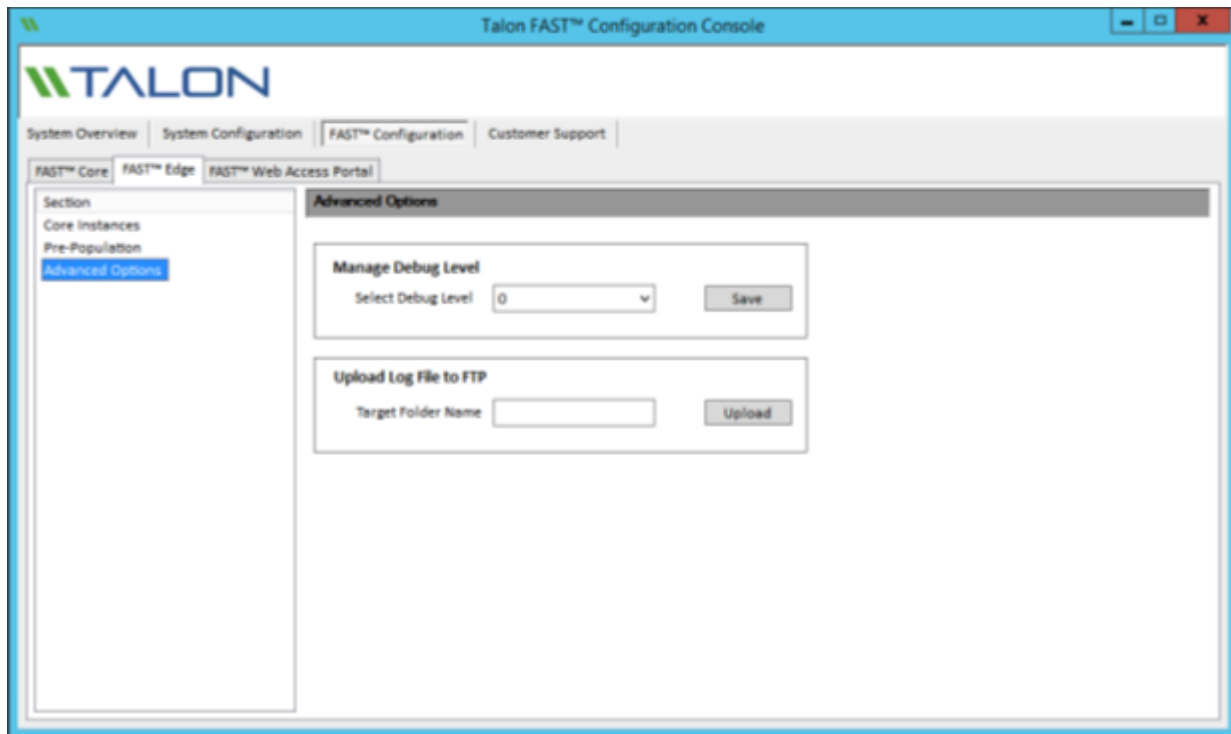 Talon FAST™ Configuration Console
TALON
System Overview System Configuration FAST™ Configuration Customer Support
FAST™ Core FAST™ Edge FAST™ Web Access Portal
Section
Core Instances
Pre-Population
Advanced Options
Advanced Options
Manage Debug Level
Select Debug Level 0 Save
Upload Log File to FTP
Target Folder Name Upload